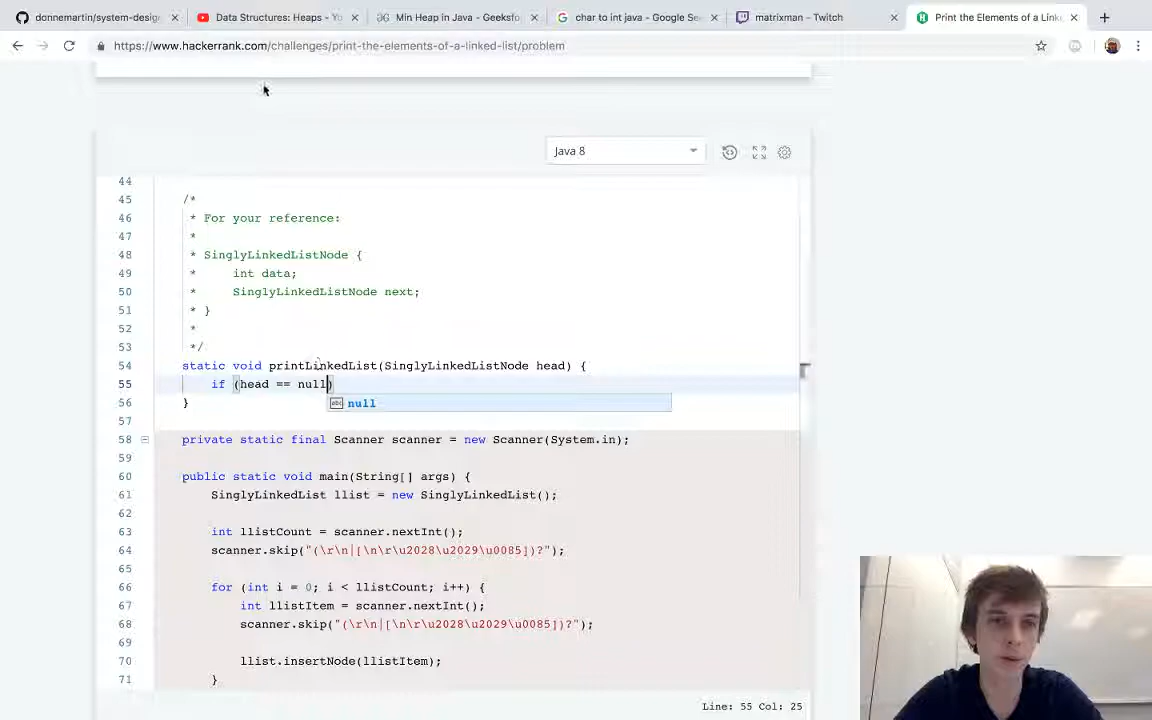 donnemartin/system-desig
Data Structures: Heaps - Yo
Min Heap in Java - Geeksfo
char to int java - Google Se
matrixman - Twitch
Print the Elements of a Link
https://www.hackerrank.com/challenges/print-the-elements-of-a-linked-list/problem
Java 8
44
45 /*
46 * For your reference:
47 *
48 * SinglyLinkedListNode {
49 * int data;
50 * SinglyLinkedListNode next;
51 * }
52 *
53 */
54 static void printLinkedList(SinglyLinkedListNode head) {
55 if (head == null)
abc null
56 }
57
58 private static final Scanner scanner = new Scanner(System.in);
59
60 public static void main(String[] args) {
61 SinglyLinkedList llist = new SinglyLinkedList();
62
63 int llistCount = scanner.nextInt();
64 scanner.skip("(\r\n|[\n\r\u2028\u2029\u0085])?");
65
66 for (int i = 0; i < llistCount; i++) {
67 int llistItem = scanner.nextInt();
68 scanner.skip("(\r\n|[\n\r\u2028\u2029\u0085])?");
69
70 llist.insertNode(llistItem);
71 }
Line: 55 Col: 25